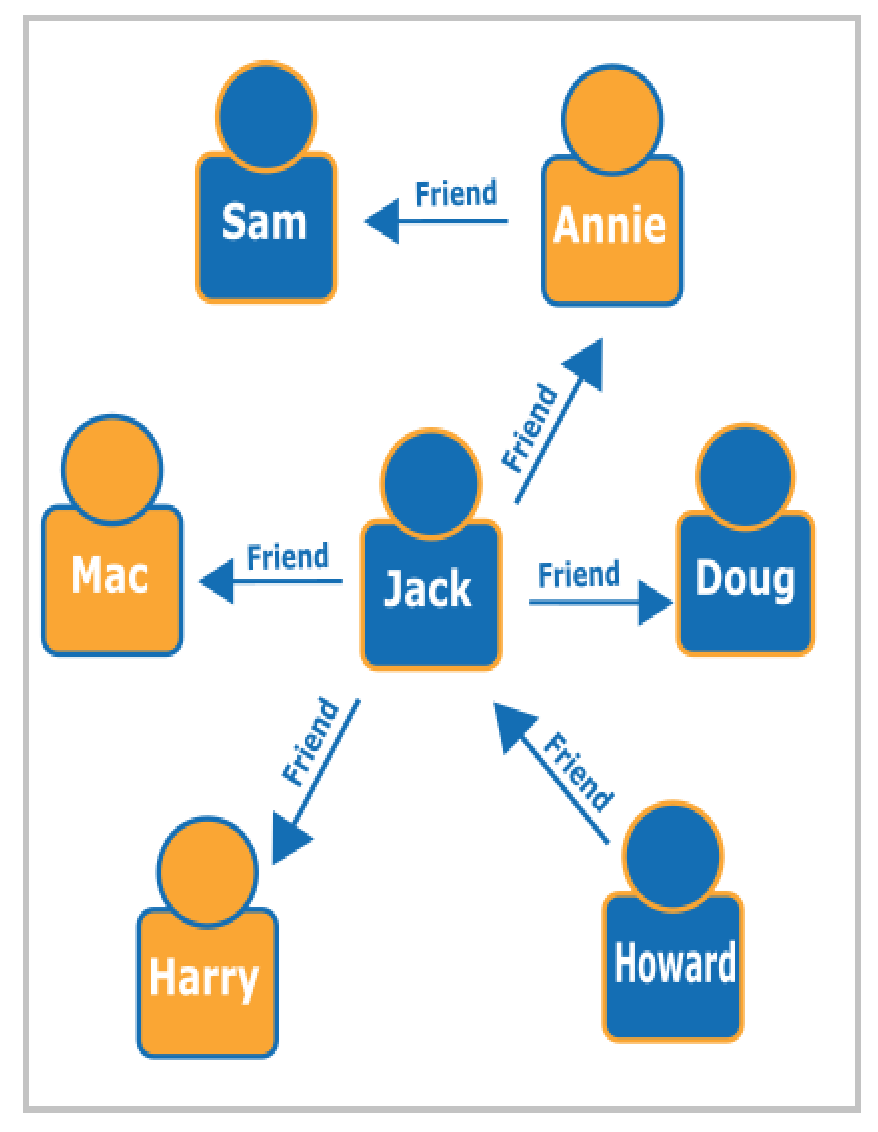 Sam
Friend
Annie
Friend
Mac
Friend
Jack
Friend
Doug
Friend
Friend
Harry
Howard